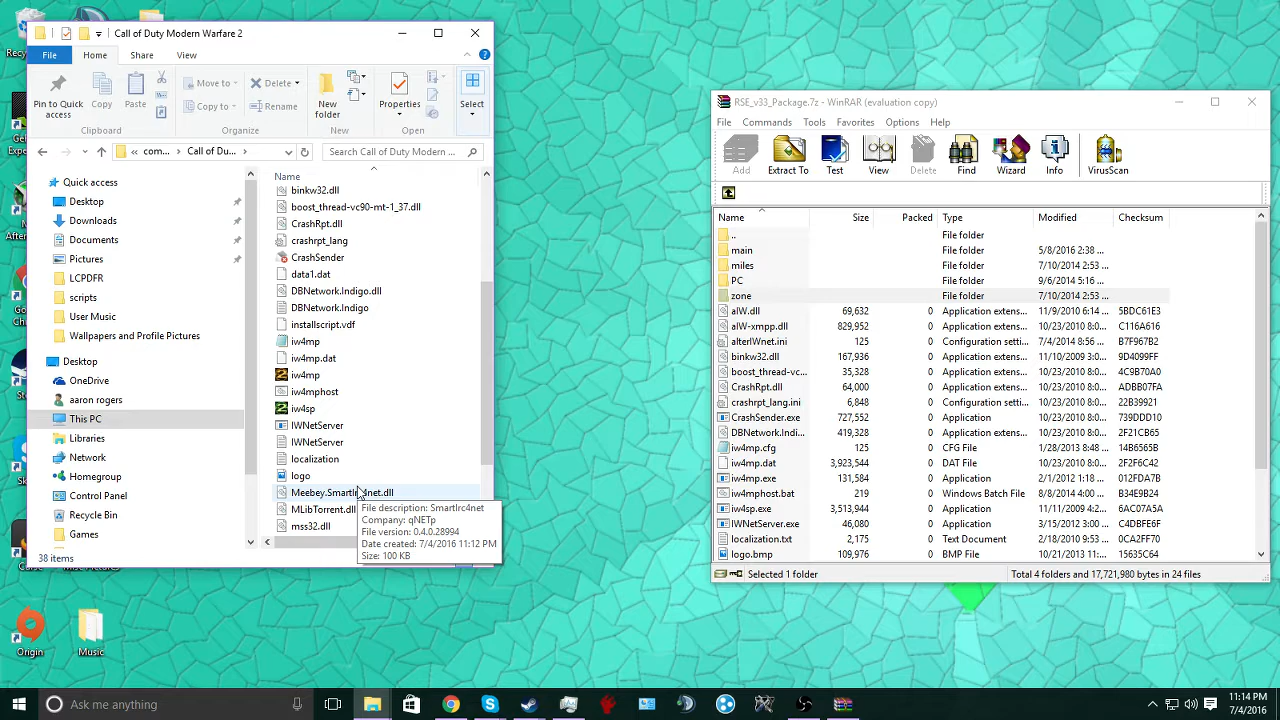 Call of Duty Modern Warfare 2
File
Home
Share
View
Pin to Quick access
Copy
Paste
Move to
Copy to
Delete
Rename
New folder
Properties
Select
Clipboard
Organize
New
Open
« com... › Call of Du... ›
Search Call of Duty Modern ...
Quick access
Desktop
Downloads
Documents
Pictures
LCPDFR
scripts
User Music
Wallpapers and Profile Pictures
Desktop
OneDrive
aaron rogers
This PC
Libraries
Network
Homegroup
Control Panel
Recycle Bin
Games
Name
binkw32.dll
boost_thread-vc90-mt-1_37.dll
CrashRpt.dll
crashrpt_lang
CrashSender
data1.dat
DBNetwork.Indigo.dll
DBNetwork.Indigo
installscript.vdf
iw4mp
iw4mp.dat
iw4mp
iw4mphost
iw4sp
IWNetServer
IWNetServer
localization
logo
MLibTorrent.dll
mss32.dll
File description: SmartIrc4net
Company: qNETp
File version: 0.4.0.28994
Date created: 7/4/2016 11:12 PM
Size: 100 KB
38 items
Origin
Music
RSE_v33_Package.7z - WinRAR (evaluation copy)
File Commands Tools Favorites Options Help
Add Extract To Test View Delete Find Wizard Info VirusScan
Name Size Packed Type Modified Checksum
.. File folder
main File folder 5/8/2016 2:38 ...
miles File folder 7/10/2014 2:53 ...
PC File folder 9/6/2014 5:16 ...
zone File folder 7/10/2014 2:53 ...
aIW.dll 69,632 0 Application extens... 11/9/2010 6:14 ... 5BDC61E3
aIW-xmpp.dll 829,952 0 Application extens... 10/23/2010 8:0... C116A616
alterIWnet.ini 125 0 Configuration setti... 7/4/2014 8:56 ... B7F967B2
binkw32.dll 167,936 0 Application extens... 11/10/2009 3:0... 9D4099FF
boost_thread-vc... 35,328 0 Application extens... 10/23/2010 8:0... 4C9B70A0
CrashRpt.dll 64,000 0 Application extens... 10/23/2010 8:0... ADBB07FA
crashrpt_lang.ini 6,848 0 Configuration setti... 10/23/2010 8:0... 22B39921
CrashSender.exe 727,552 0 Application 10/23/2010 8:0... 739DDD10
DBNetwork.Indi... 419,328 0 Application extens... 10/23/2010 8:0... 2F21CB65
iw4mp.cfg 125 0 CFG File 1/28/2013 8:48 ... 14B6565B
iw4mp.dat 3,923,544 0 DAT File 10/23/2010 8:0... 2F2F6C42
iw4mp.exe 131,584 0 Application 10/23/2010 8:0... 012FDA7B
iw4mphost.bat 219 0 Windows Batch File 8/8/2014 4:00 ... B34E9B24
iw4sp.exe 3,513,944 0 Application 10/23/2010 8:0... 6AC07A5A
IWNetServer.exe 46,080 0 Application 3/15/2012 3:0... CFDBFE6F
localization.txt 2,175 0 Text Document 2/18/2010 9:53 ... 0CA2FF70
logo.bmp 109,976 0 BMP File 10/21/2013 11:... 15635C64
Selected 1 folder
Total 4 folders and 17,721,980 bytes in 24 files
Ask me anything
11:14 PM
7/4/2016